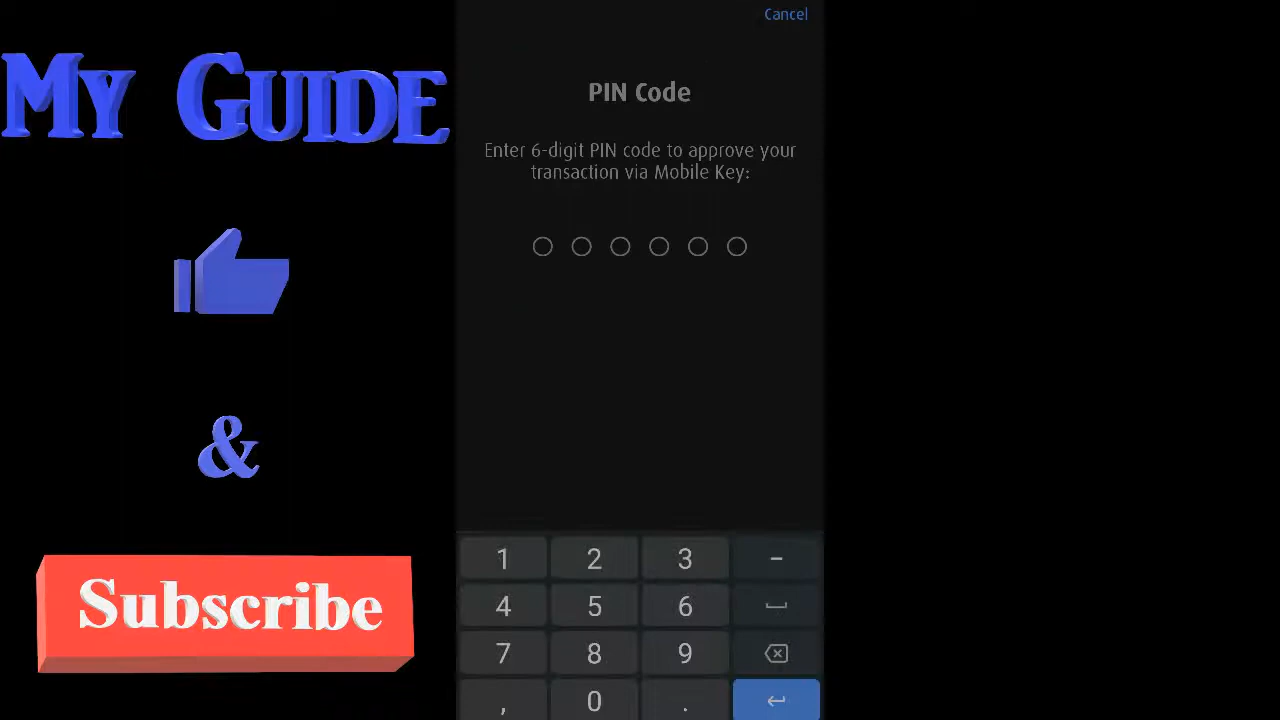 My Guide
&
Subscribe
Cancel
PIN Code
Enter 6-digit PIN code to approve your
transaction via Mobile Key:
1 2 3 -
4 5 6
7 8 9
, 0 .